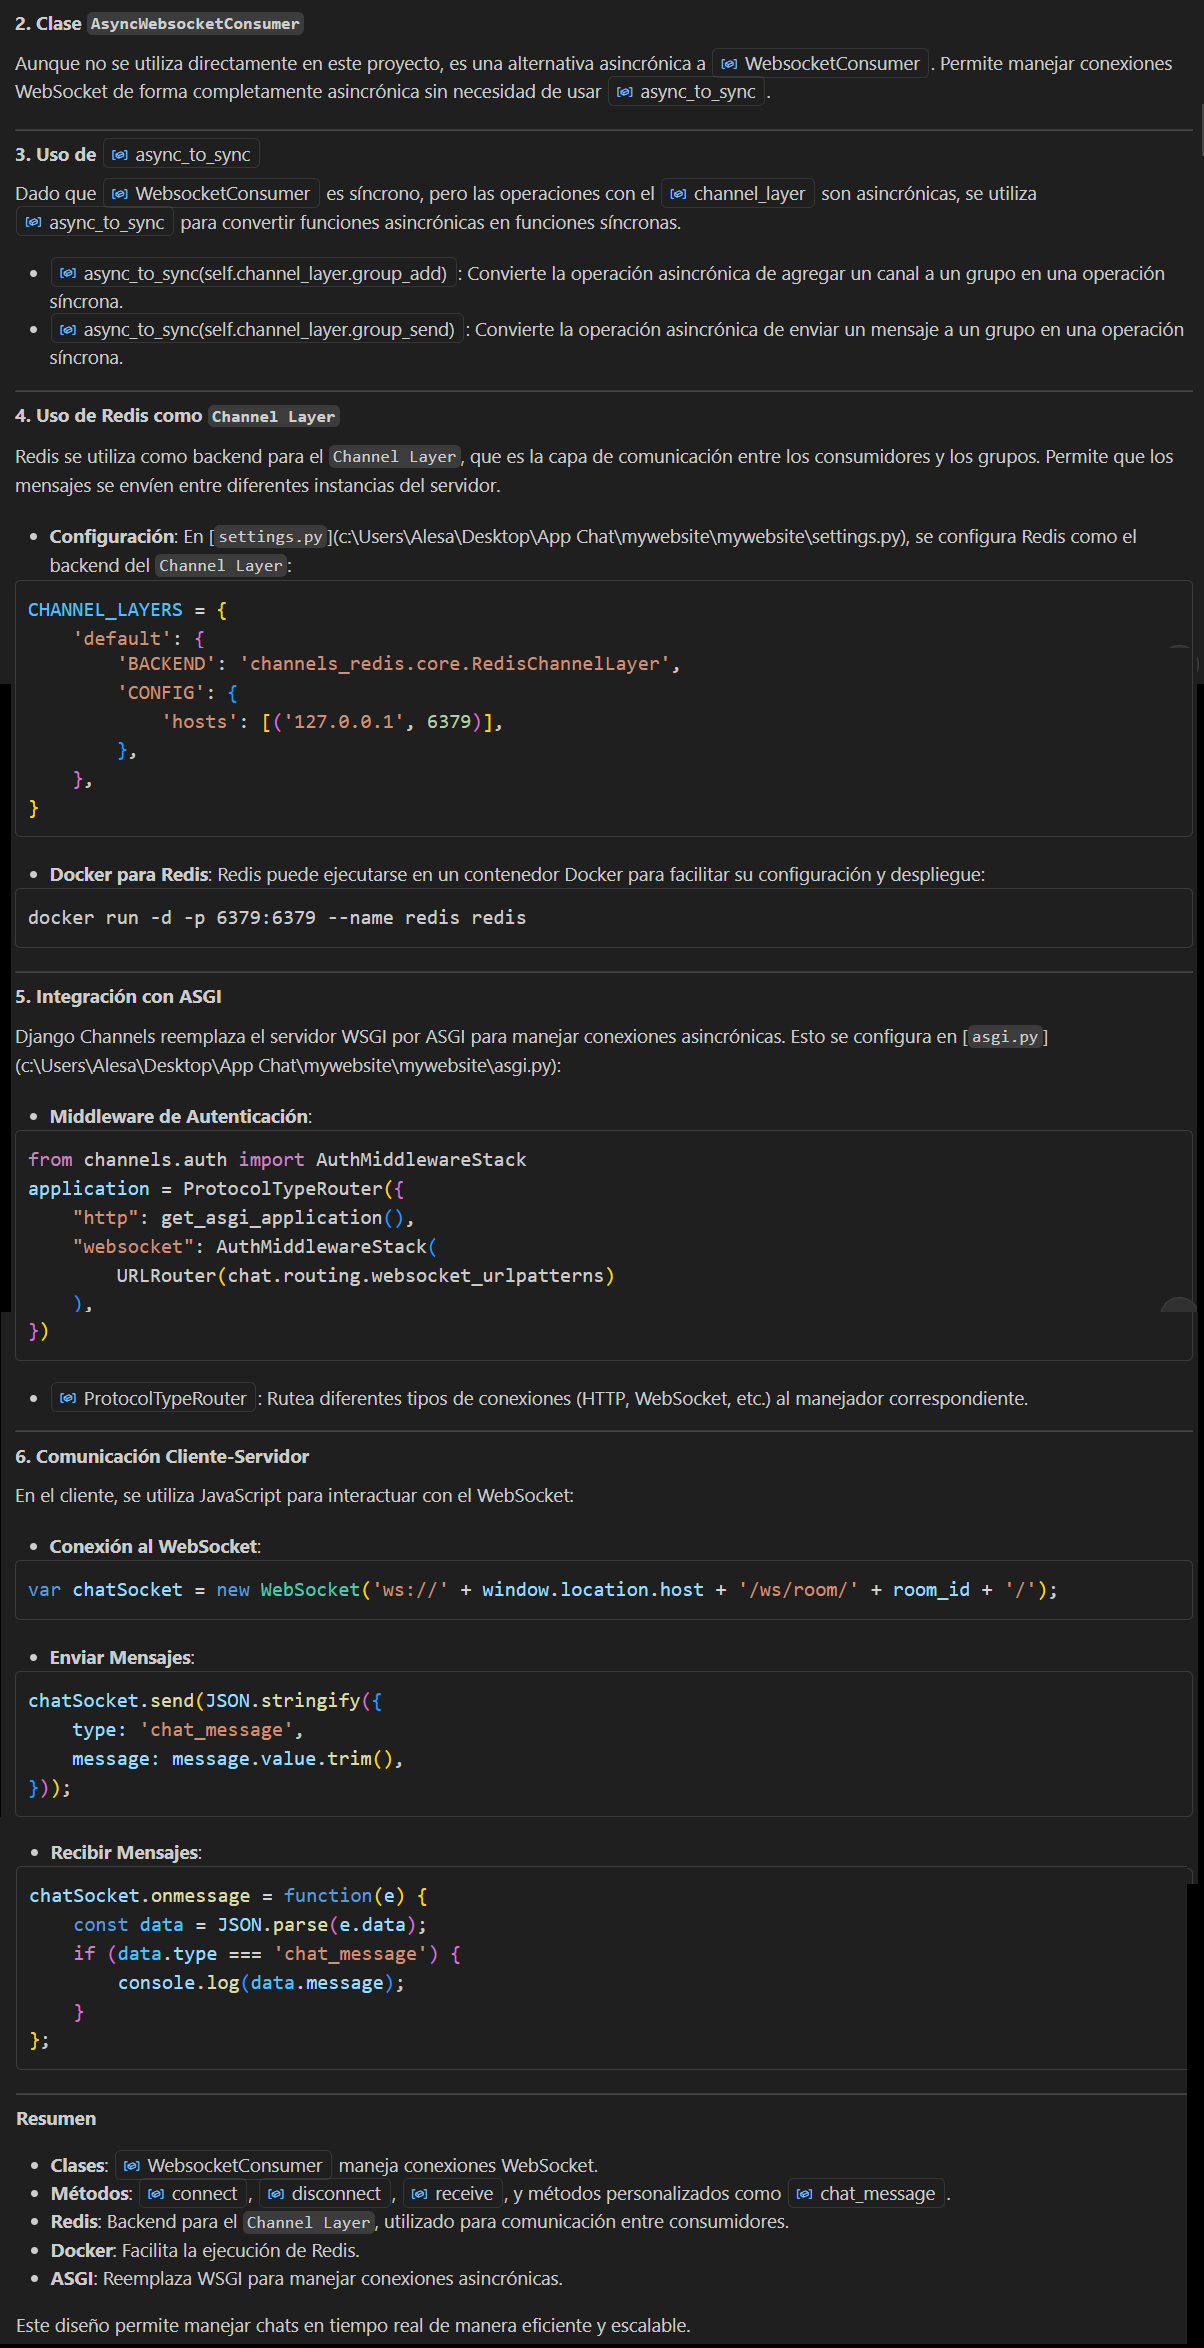 2. Clase AsyncWebsocketConsumer
Aunque no se utiliza directamente en este proyecto, es una alternativa asincrónica a WebsocketConsumer . Permite manejar conexiones
WebSocket de forma completamente asincrónica sin necesidad de usar async_to_sync .
3. Uso de async_to_sync
Dado que WebsocketConsumer es síncrono, pero las operaciones con el channel_layer son asincrónicas, se utiliza
async_to_sync para convertir funciones asincrónicas en funciones síncronas.
• async_to_sync(self.channel_layer.group_add) : Convierte la operación asincrónica de agregar un canal a un grupo en una operación
síncrona.
• async_to_sync(self.channel_layer.group_send) : Convierte la operación asincrónica de enviar un mensaje a un grupo en una operación
síncrona.
4. Uso de Redis como Channel Layer
Redis se utiliza como backend para el Channel Layer, que es la capa de comunicación entre los consumidores y los grupos. Permite que los
mensajes se envíen entre diferentes instancias del servidor.
• Configuración: En [settings.py](c:\Users\Alesa\Desktop\App Chat\mywebsite\mywebsite\settings.py), se configura Redis como el
backend del Channel Layer:
CHANNEL_LAYERS = {
    'default': {
        'BACKEND': 'channels_redis.core.RedisChannelLayer',
        'CONFIG': {
            'hosts': [('127.0.0.1', 6379)],
        },
    },
}
• Docker para Redis: Redis puede ejecutarse en un contenedor Docker para facilitar su configuración y despliegue:
docker run -d -p 6379:6379 --name redis redis
5. Integración con ASGI
Django Channels reemplaza el servidor WSGI por ASGI para manejar conexiones asincrónicas. Esto se configura en [asgi.py]
(c:\Users\Alesa\Desktop\App Chat\mywebsite\mywebsite\asgi.py):
• Middleware de Autenticación:
from channels.auth import AuthMiddlewareStack
application = ProtocolTypeRouter({
    "http": get_asgi_application(),
    "websocket": AuthMiddlewareStack(
        URLRouter(chat.routing.websocket_urlpatterns)
    ),
})
• ProtocolTypeRouter : Rutea diferentes tipos de conexiones (HTTP, WebSocket, etc.) al manejador correspondiente.
6. Comunicación Cliente-Servidor
En el cliente, se utiliza JavaScript para interactuar con el WebSocket:
• Conexión al WebSocket:
var chatSocket = new WebSocket('ws://' + window.location.host + '/ws/room/' + room_id + '/');
• Enviar Mensajes:
chatSocket.send(JSON.stringify({
    type: 'chat_message',
    message: message.value.trim(),
}));
• Recibir Mensajes:
chatSocket.onmessage = function(e) {
    const data = JSON.parse(e.data);
    if (data.type === 'chat_message') {
        console.log(data.message);
    }
};
Resumen
• Clases: WebsocketConsumer maneja conexiones WebSocket.
• Métodos: connect , disconnect , receive , y métodos personalizados como chat_message .
• Redis: Backend para el Channel Layer, utilizado para comunicación entre consumidores.
• Docker: Facilita la ejecución de Redis.
• ASGI: Reemplaza WSGI para manejar conexiones asincrónicas.
Este diseño permite manejar chats en tiempo real de manera eficiente y escalable.